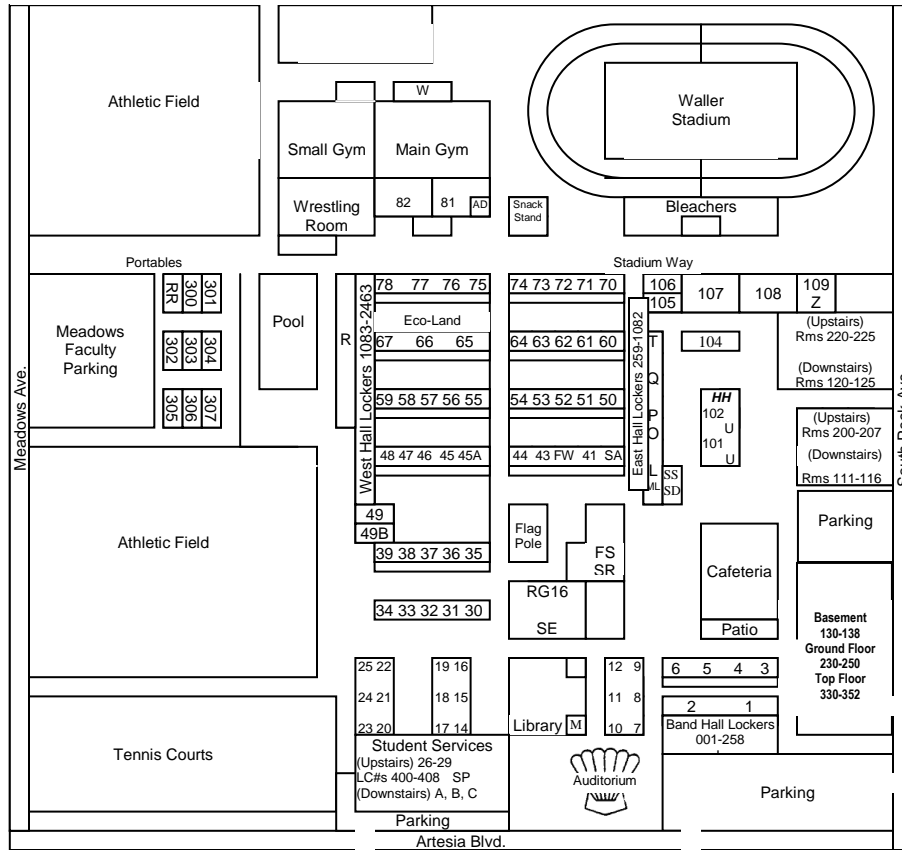 Athletic Field
W
Waller
Stadium
Small Gym
Main Gym
Wrestling
Room
82
81
AD
Snack
Stand
Bleachers
Portables
Stadium Way
Meadows Ave.
Meadows
Faculty
Parking
RR 300 301
302 303 304
305 306 307
Pool
R
West Hall Lockers 1083-2463
78 77 76 75
Eco-Land
67 66 65
59 58 57 56 55
48 47 46 45 45A
49
49B
39 38 37 36 35
34 33 32 31 30
74 73 72 71 70
64 63 62 61 60
54 53 52 51 50
44 43 FW 41 SA
East Hall Lockers 259-1082
106
105
107
108
109
Z
T
Q
P
O
L
ML
SS
SD
104
HH
102
U
101
U
(Upstairs)
Rms 220-225
(Downstairs)
Rms 120-125
(Upstairs)
Rms 200-207
(Downstairs)
Rms 111-116
Parking
Flag
Pole
FS
SR
RG16
SE
Cafeteria
Patio
Basement
130-138
Ground Floor
230-250
Top Floor
330-352
Athletic Field
25 22
24 21
23 20
19 16
18 15
17 14
Library
M
12 9
11 8
10 7
6 5 4 3
2 1
Band Hall Lockers
001-258
Tennis Courts
Student Services
(Upstairs) 26-29
LC#s 400-408 SP
(Downstairs) A, B, C
Parking
Auditorium
Parking
Artesia Blvd.